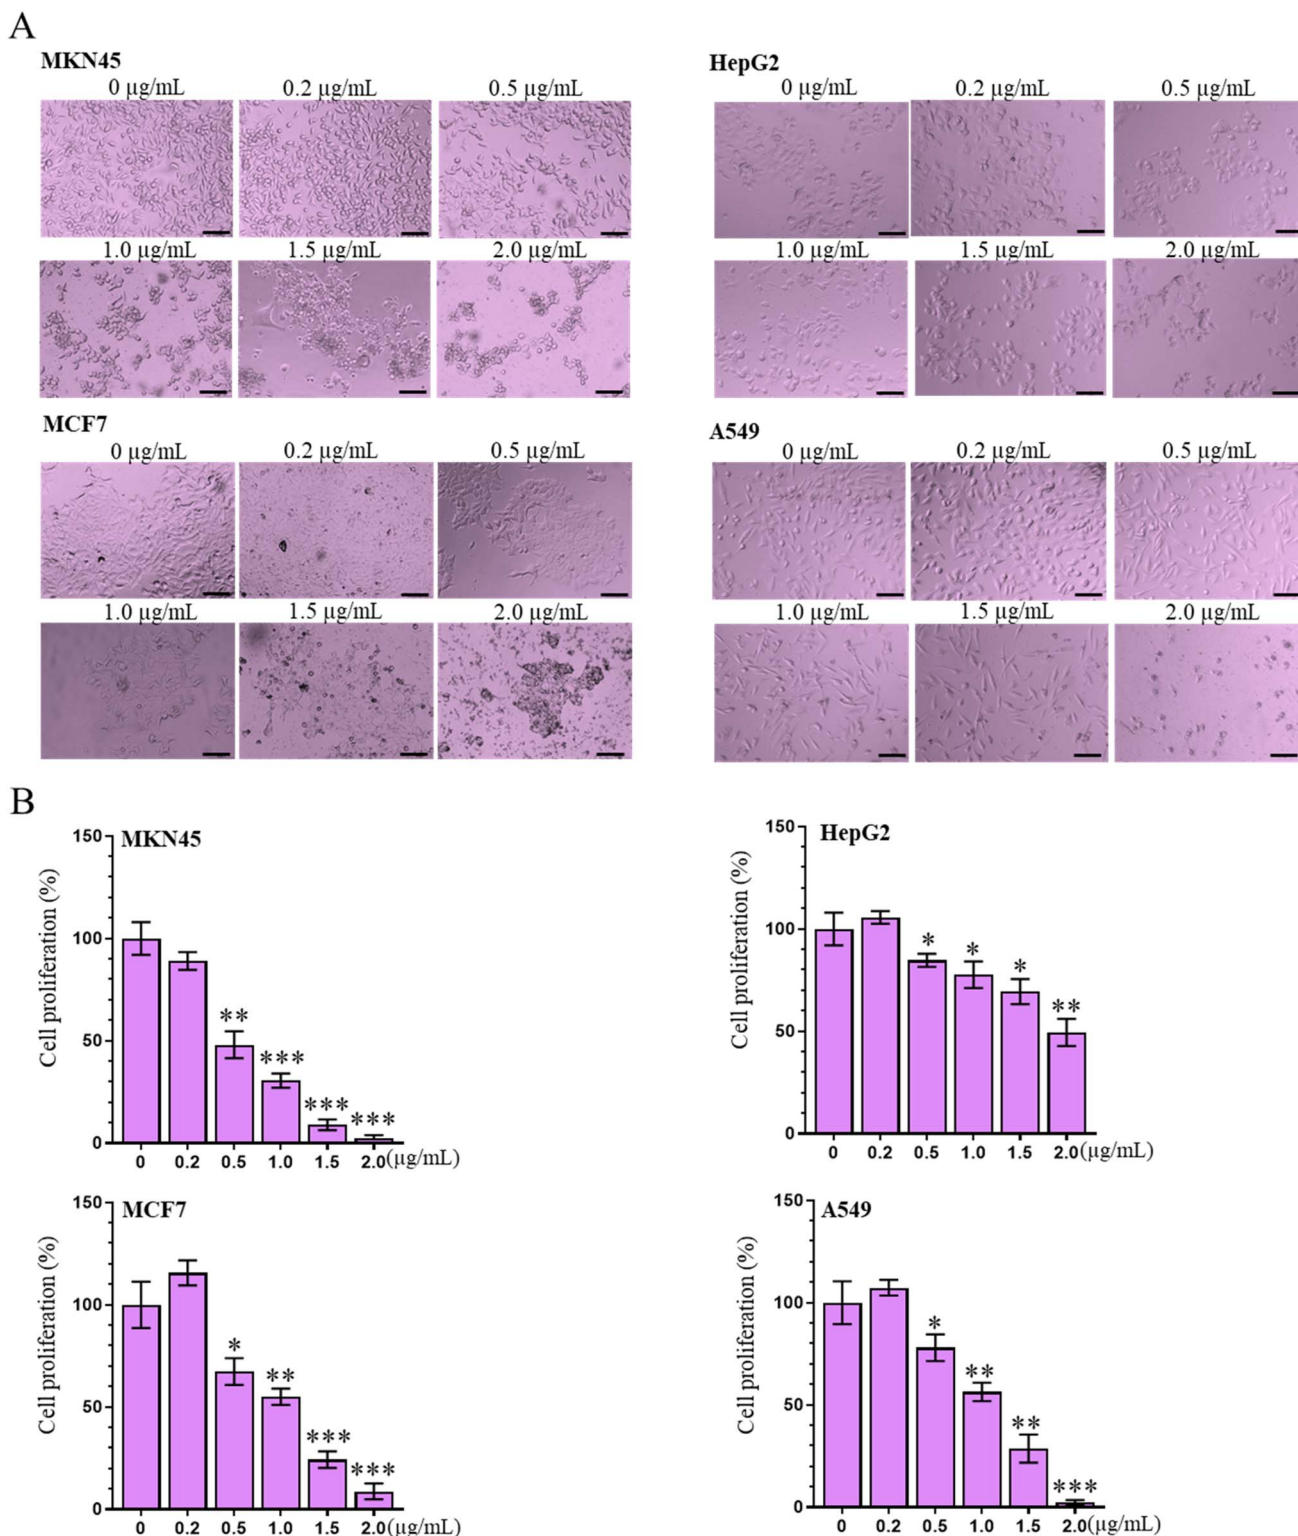 A
MKN45
0 µg/mL 0.2 µg/mL 0.5 µg/mL
1.0 µg/mL 1.5 µg/mL 2.0 µg/mL
HepG2
0 µg/mL 0.2 µg/mL 0.5 µg/mL
1.0 µg/mL 1.5 µg/mL 2.0 µg/mL
MCF7
0 µg/mL 0.2 µg/mL 0.5 µg/mL
1.0 µg/mL 1.5 µg/mL 2.0 µg/mL
A549
0 µg/mL 0.2 µg/mL 0.5 µg/mL
1.0 µg/mL 1.5 µg/mL 2.0 µg/mL
B
MKN45
Cell proliferation (%)
150
100
50
0
** *** *** ***
0 0.2 0.5 1.0 1.5 2.0 (µg/mL)
HepG2
Cell proliferation (%)
150
100
50
0
* * * **
0 0.2 0.5 1.0 1.5 2.0 (µg/mL)
MCF7
Cell proliferation (%)
150
100
50
0
* ** *** ***
0 0.2 0.5 1.0 1.5 2.0 (µg/mL)
A549
Cell proliferation (%)
150
100
50
0
* ** ** ***
0 0.2 0.5 1.0 1.5 2.0 (µg/mL)